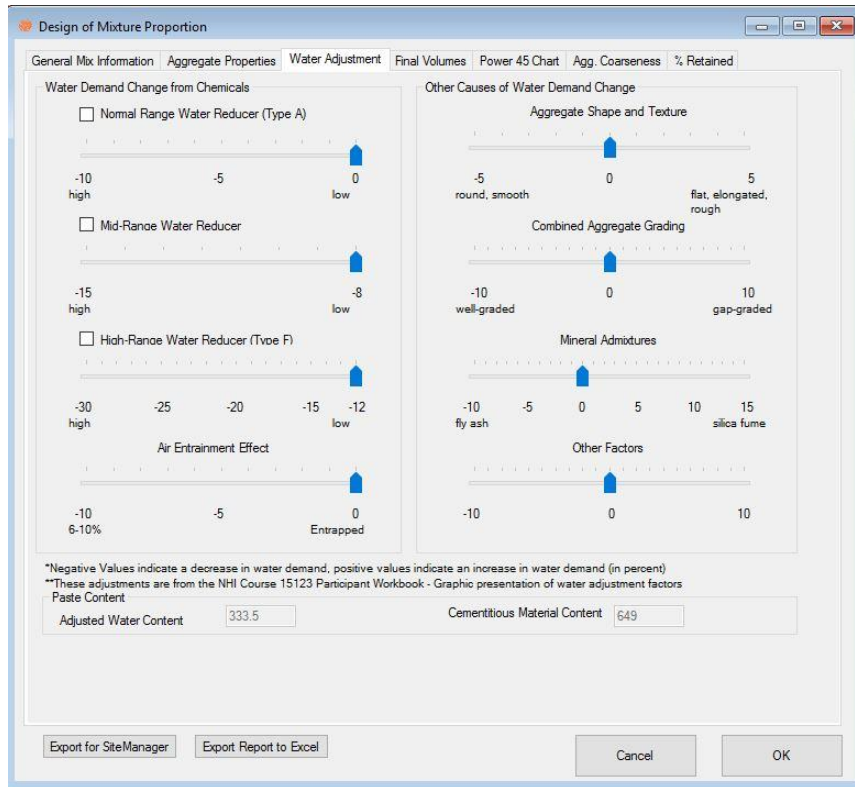 Design of Mixture Proportion
General Mix Information Aggregate Properties Water Adjustment Final Volumes Power 45 Chart Agg. Coarseness % Retained
Water Demand Change from Chemicals
Normal Range Water Reducer (Type A)
-10 -5 0
high low
Mid-Range Water Reducer
-15 -8
high low
High-Range Water Reducer (Type F)
-30 -25 -20 -15 -12
high low
Air Entrainment Effect
-10 -5 0
6-10% Entrapped
Other Causes of Water Demand Change
Aggregate Shape and Texture
-5 0 5
round, smooth flat, elongated,
rough
Combined Aggregate Grading
-10 0 10
well-graded gap-graded
Mineral Admixtures
-10 -5 0 5 10 15
fly ash silica fume
Other Factors
-10 0 10
*Negative Values indicate a decrease in water demand, positive values indicate an increase in water demand (in percent)
**These adjustments are from the NHI Course 15123 Participant Workbook - Graphic presentation of water adjustment factors
Paste Content
Adjusted Water Content 333.5 Cementitious Material Content 649
Export for SiteManager Export Report to Excel Cancel OK